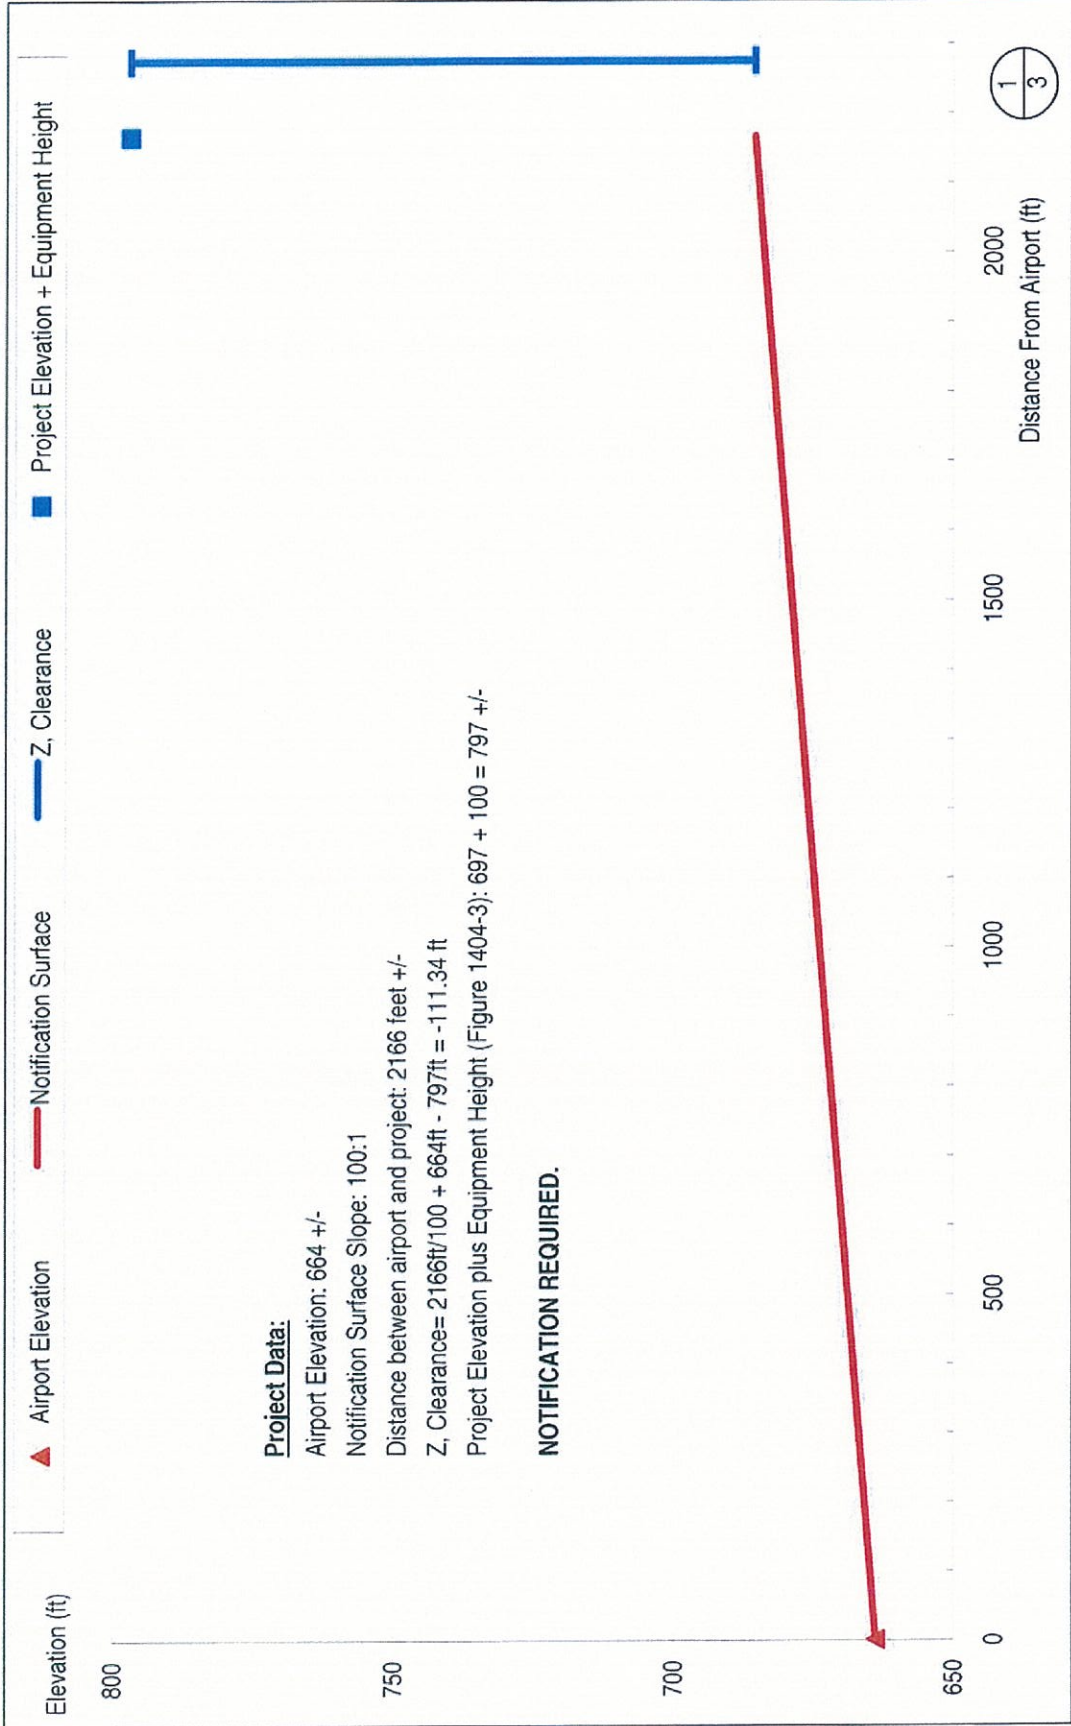 Elevation (ft)
Airport Elevation
Notification Surface
Z, Clearance
Project Elevation + Equipment Height
800
750
700
650
Project Data:
Airport Elevation: 664 +/-
Notification Surface Slope: 100:1
Distance between airport and project: 2166 feet +/-
Z, Clearance= 2166ft/100 + 664ft - 797ft = -111.34 ft
Project Elevation plus Equipment Height (Figure 1404-3): 697 + 100 = 797 +/-
NOTIFICATION REQUIRED.
0
500
1000
1500
2000
Distance From Airport (ft)
1
3